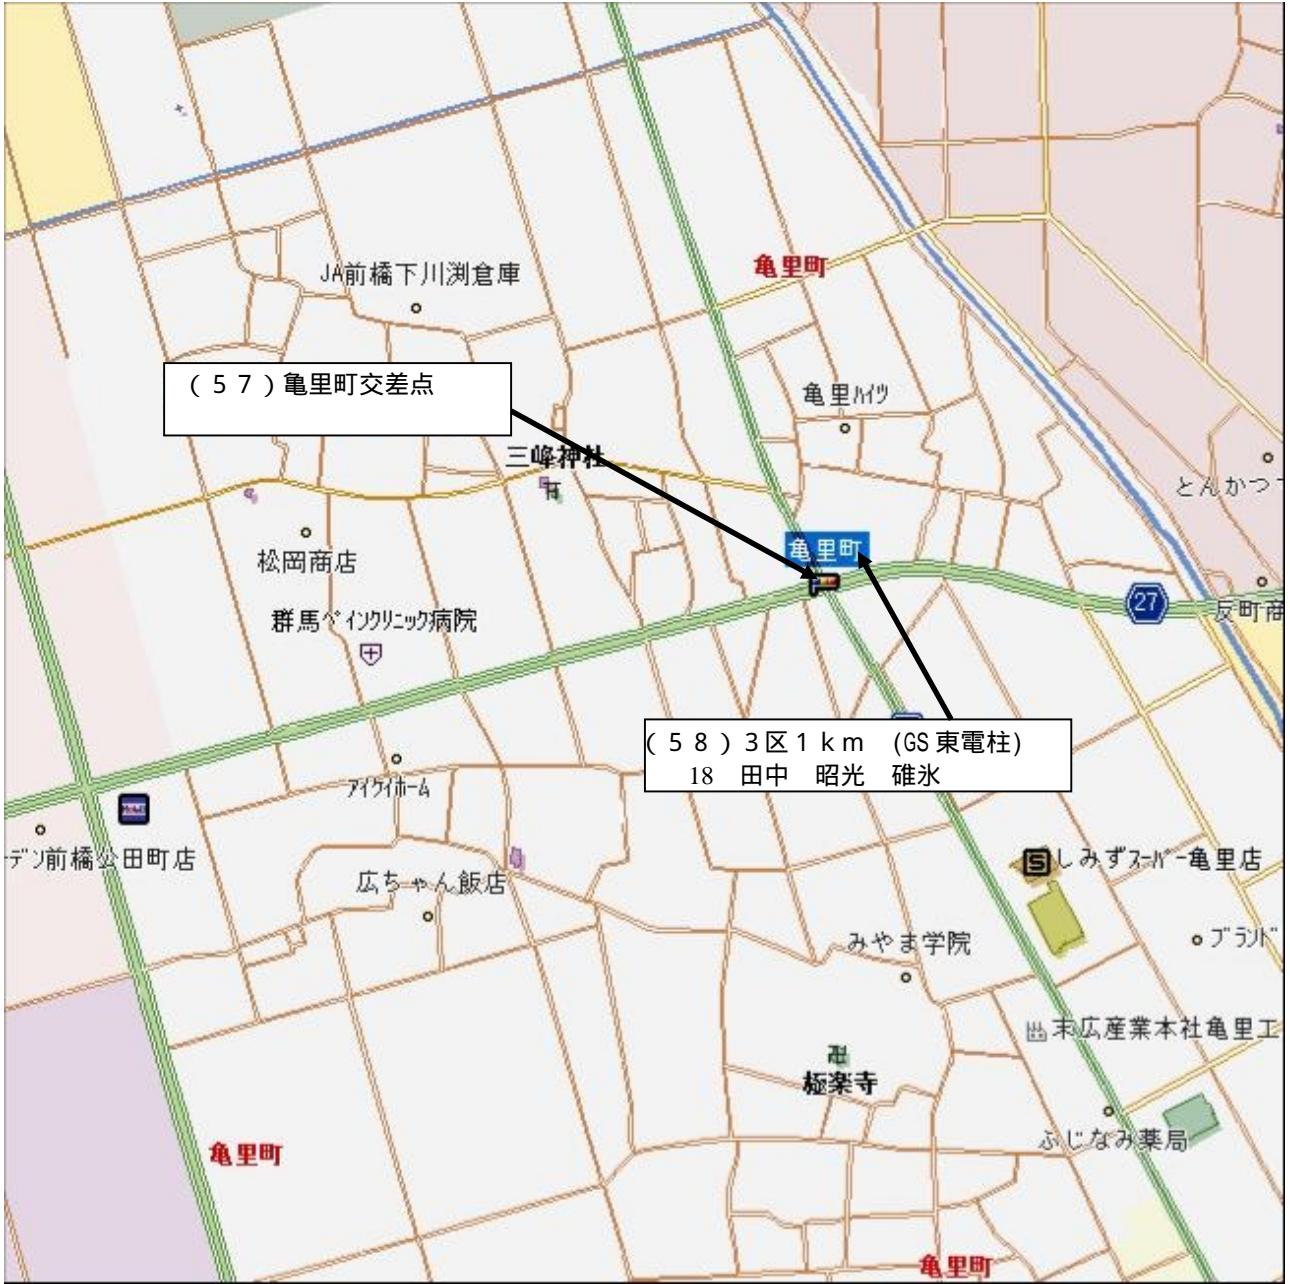 亀里町
JA前橋下川渕倉庫
(57)亀里町交差点
亀里ハイツ
三峰神社
とんかつ
亀里町
松岡商店
27
反町商
群馬ペインクリニック病院
(58)3区1km (GS東電柱)
18 田中 昭光 碓氷
アイケイホーム
デン前橋公田町店
S しみずスーパー亀里店
広ちゃん飯店
みやま学院
ブランド
末広産業本社亀里工
極楽寺
ふじなみ薬局
亀里町
亀里町